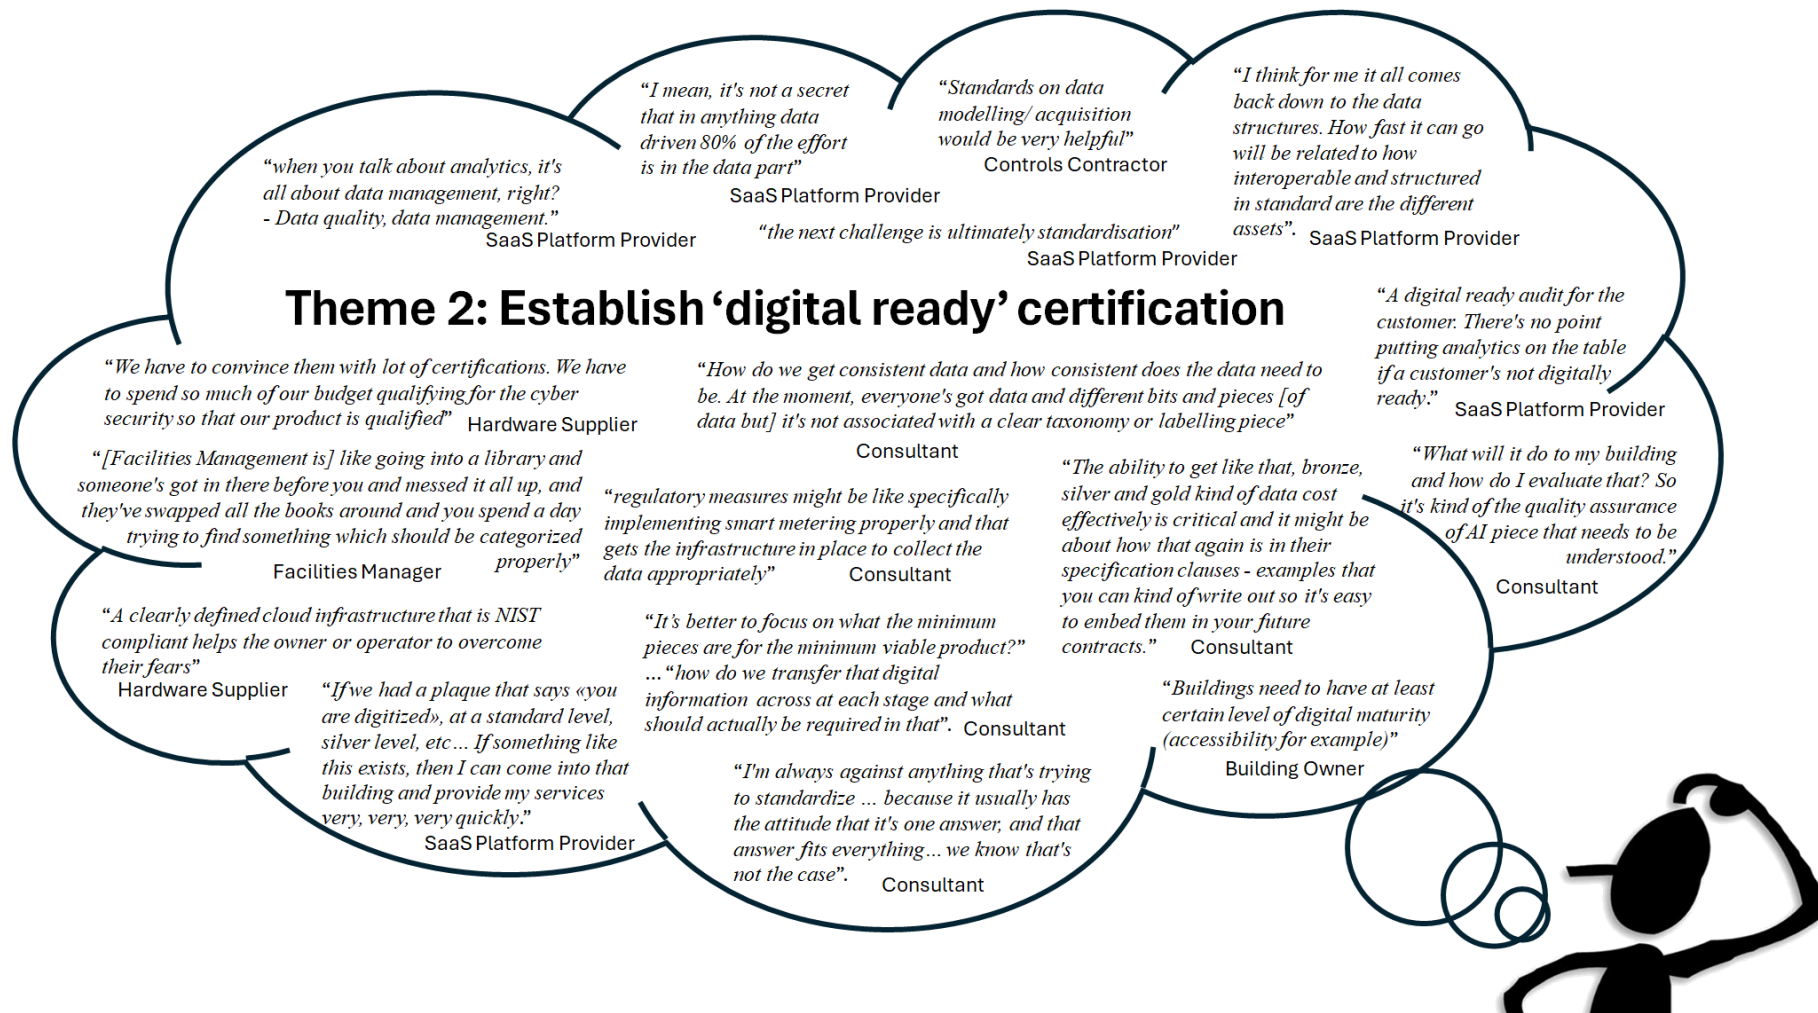 “I mean, it's not a secret
that in anything data
driven 80% of the effort
is in the data part”
SaaS Platform Provider
“Standards on data
modelling/ acquisition
would be very helpful”
Controls Contractor
“I think for me it all comes
back down to the data
structures. How fast it can go
will be related to how
interoperable and structured
in standard are the different
assets”.
SaaS Platform Provider
“when you talk about analytics, it's
all about data management, right?
- Data quality, data management.”
SaaS Platform Provider
“the next challenge is ultimately standardisation”
SaaS Platform Provider
Theme 2: Establish ‘digital ready’ certification
“A digital ready audit for the
customer. There's no point
putting analytics on the table
if a customer's not digitally
ready.”
SaaS Platform Provider
“We have to convince them with lot of certifications. We have
to spend so much of our budget qualifying for the cyber
security so that our product is qualified”
Hardware Supplier
“How do we get consistent data and how consistent does the data need to
be. At the moment, everyone's got data and different bits and pieces [of
data but] it's not associated with a clear taxonomy or labelling piece”
Consultant
“[Facilities Management is] like going into a library and
someone's got in there before you and messed it all up, and
they've swapped all the books around and you spend a day
trying to find something which should be categorized
properly”
Facilities Manager
“regulatory measures might be like specifically
implementing smart metering properly and that
gets the infrastructure in place to collect the
data appropriately”
Consultant
“The ability to get like that, bronze,
silver and gold kind of data cost
effectively is critical and it might be
about how that again is in their
specification clauses - examples that
you can kind of write out so it's easy
to embed them in your future
contracts.”
Consultant
“What will it do to my building
and how do I evaluate that? So
it's kind of the quality assurance
of AI piece that needs to be
understood.”
Consultant
“A clearly defined cloud infrastructure that is NIST
compliant helps the owner or operator to overcome
their fears”
Hardware Supplier
“It’s better to focus on what the minimum
pieces are for the minimum viable product?”
…“how do we transfer that digital
information across at each stage and what
should actually be required in that”.
Consultant
“If we had a plaque that says «you
are digitized», at a standard level,
silver level, etc… If something like
this exists, then I can come into that
building and provide my services
very, very, very quickly.”
SaaS Platform Provider
“Buildings need to have at least
certain level of digital maturity
(accessibility for example)”
Building Owner
“I'm always against anything that's trying
to standardize … because it usually has
the attitude that it's one answer, and that
answer fits everything… we know that's
not the case”.
Consultant